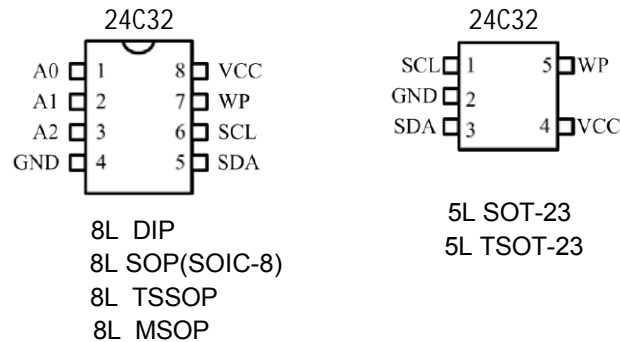 24C32
A0 1 8 VCC
A1 2 7 WP
A2 3 6 SCL
GND 4 5 SDA
8L DIP
8L SOP(SOIC-8)
8L TSSOP
8L MSOP
24C32
SCL 1 5 WP
GND 2
SDA 3 4 VCC
5L SOT-23
5L TSOT-23